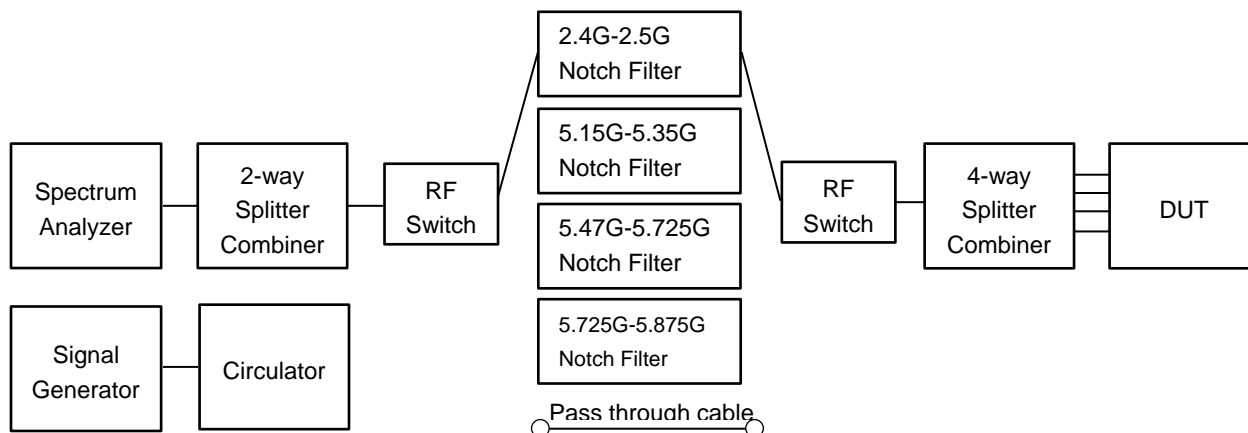 2.4G-2.5G
Notch Filter
5.15G-5.35G
Notch Filter
5.47G-5.725G
Notch Filter
5.725G-5.875G
Notch Filter
Pass through cable
Spectrum
Analyzer
2-way
Splitter
Combiner
RF
Switch
RF
Switch
4-way
Splitter
Combiner
DUT
Signal
Generator
Circulator